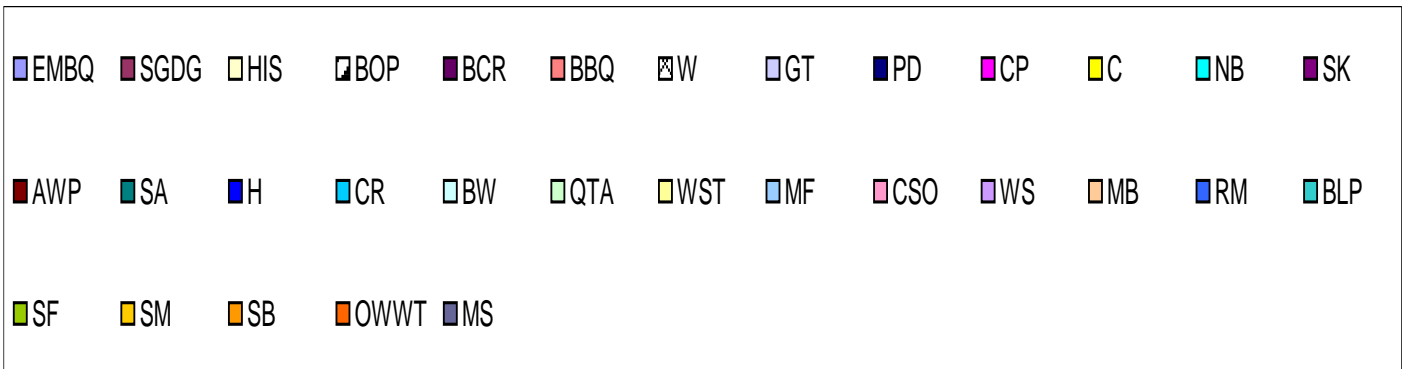 EMBQ SGDG HIS BOP BCR BBQ W GT PD CP C NB SK
AWP SA H CR BW QTA WST MF CSO WS MB RM BLP
SF SM SB OWWT MS